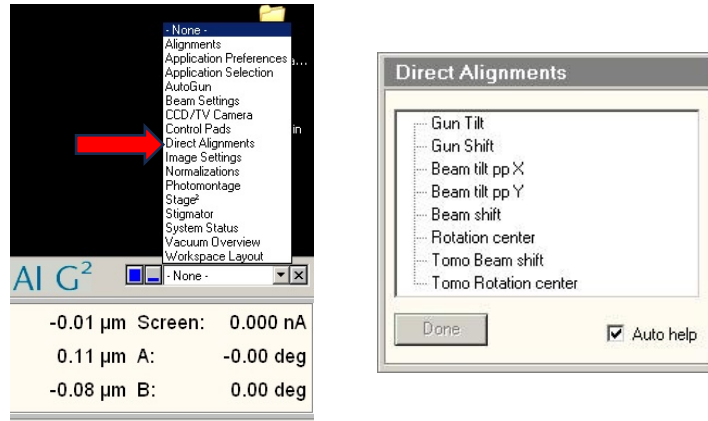 - None -
Alignments
Application Preferences
Application Selection
AutoGun
Beam Settings
CCD/TV Camera
Control Pads
Direct Alignments
Image Settings
Normalizations
Photomontage
Stage²
Stigmator
System Status
Vacuum Overview
Workspace Layout
a...
in
AI G²
- None -
-0.01 µm Screen: 0.000 nA
0.11 µm A: -0.00 deg
-0.08 µm B: 0.00 deg
Direct Alignments
Gun Tilt
Gun Shift
Beam tilt pp X
Beam tilt pp Y
Beam shift
Rotation center
Tomo Beam shift
Tomo Rotation center
Done
Auto help